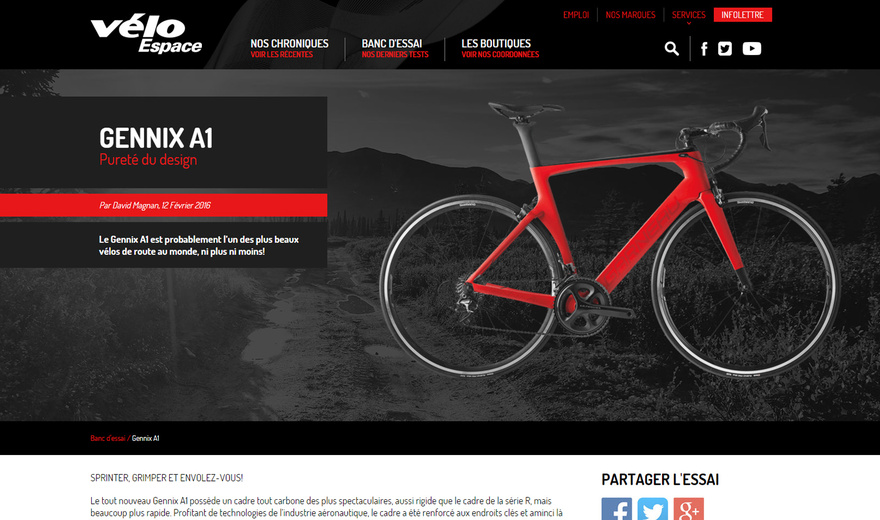 vélo
Espace
EMPLOI
NOS MARQUES
SERVICES
INFOLETTRE
NOS CHRONIQUES
VOIR LES RÉCENTES
BANC D'ESSAI
NOS DERNIERS TESTS
LES BOUTIQUES
VOIR NOS COORDONNÉES
GENNIX A1
Pureté du design
Par David Magnan, 12 Février 2016
Le Gennix A1 est probablement l'un des plus beaux
vélos de route au monde, ni plus ni moins!
Banc d'essai / Gennix A1
SPRINTER, GRIMPER ET ENVOLEZ-VOUS!
Le tout nouveau Gennix A1 possède un cadre tout carbone des plus spectaculaires, aussi rigide que le cadre de la série R, mais
beaucoup plus rapide. Profitant de technologies de l'industrie aéronautique, le cadre a été renforcé aux endroits clés et aminci là
PARTAGER L'ESSAI